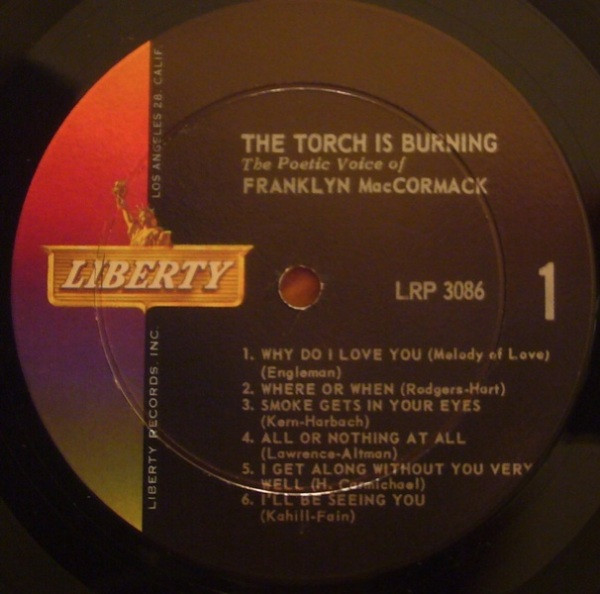 THE TORCH IS BURNING
The Poetic Voice of
FRANKLYN MacCORMACK
LIBERTY
LRP 3086
1
1. WHY DO I LOVE YOU (Melody of Love)
(Engleman)
2. WHERE OR WHEN (Rodgers-Hart)
3. SMOKE GETS IN YOUR EYES
(Kern-Harbach)
4. ALL OR NOTHING AT ALL
(Lawrence-Altman)
5. I GET ALONG WITHOUT YOU VERY
WELL (H. Carmichael)
6. I'LL BE SEEING YOU
(Kahill-Fain)
LIBERTY RECORDS, INC.
LOS ANGELES 28, CALIF.